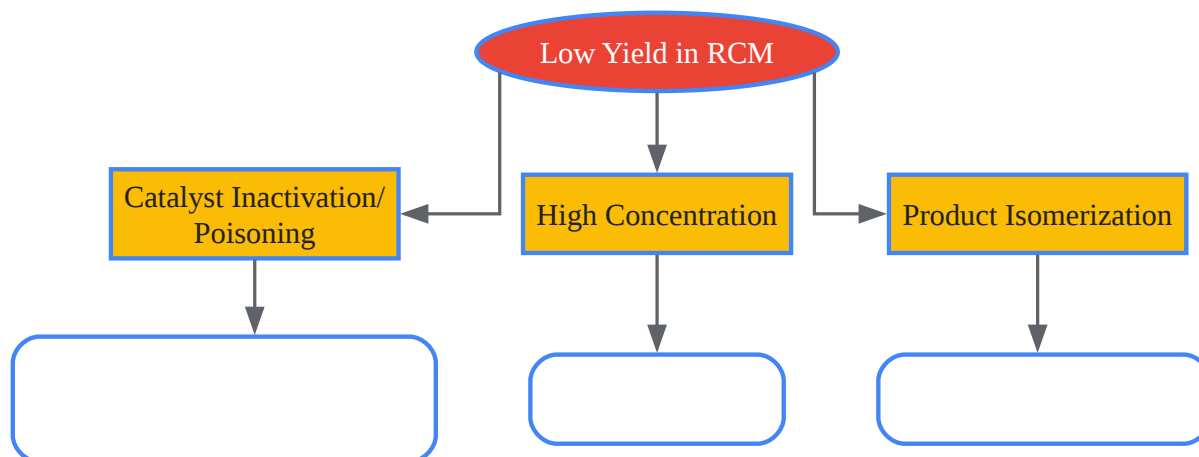 Low Yield in RCM
Catalyst Inactivation/
Poisoning
High Concentration
Product Isomerization